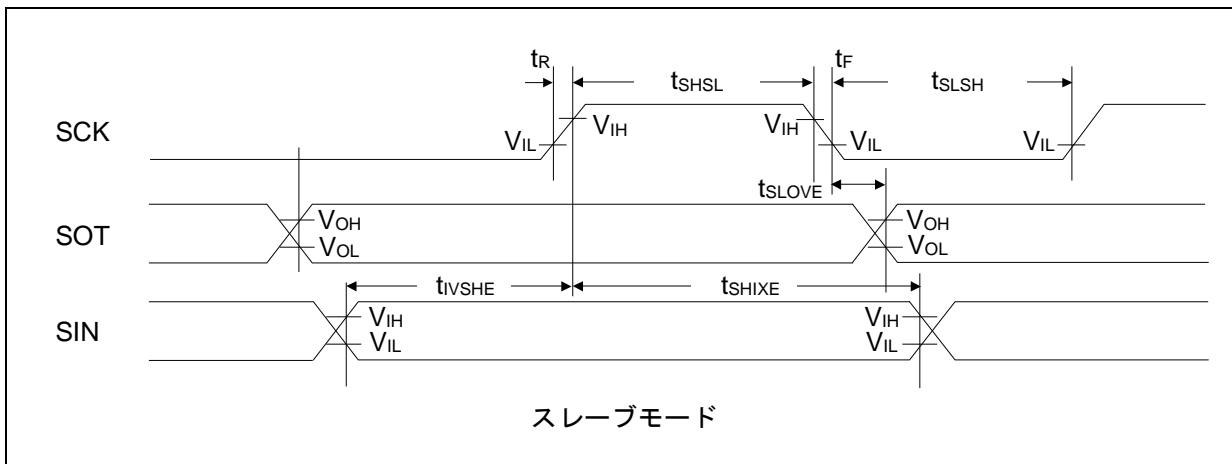 tR tF
tSHSL tSLSH
SCK VIH VIH
VIL VIL VIL
tSLOVE
SOT VOH VOH
VOL VOL
tIVSHE tSHIXE
SIN VIH VIH
VIL VIL
スレーブモード